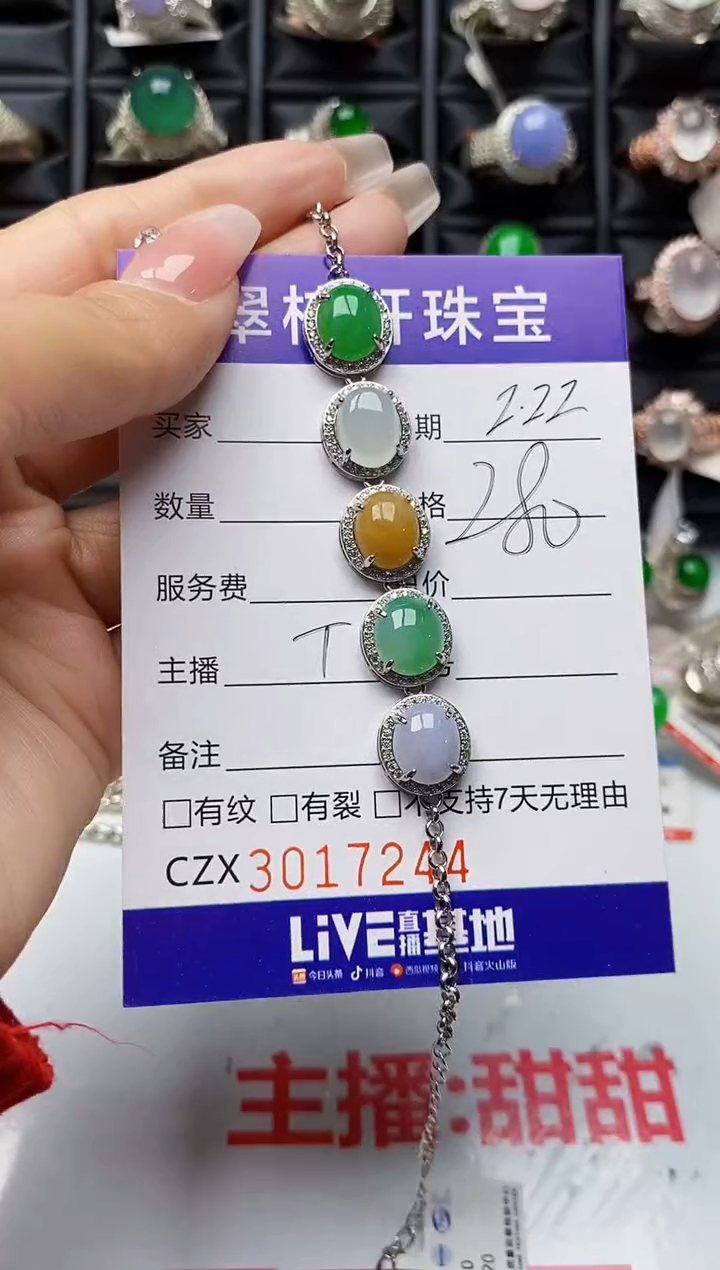 珠宝
买家 期 2.22
数量 格 280
服务费 价
主播 T
备注
□有纹 □有裂 □不支持7天无理由
CZX3017244
LiVE直播基地
今日头条 抖音 西瓜视频 抖音火山版
主播:甜甜